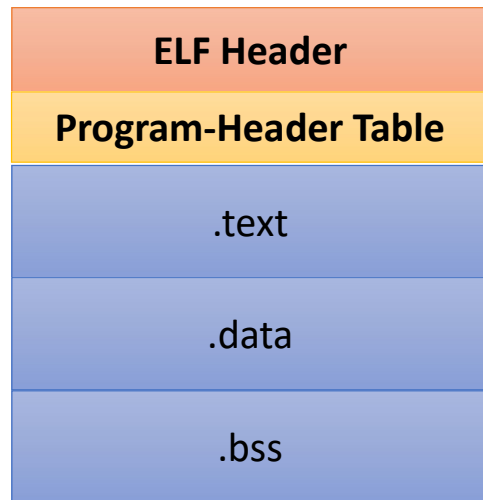 ELF Header
Program-Header Table
.text
.data
.bss